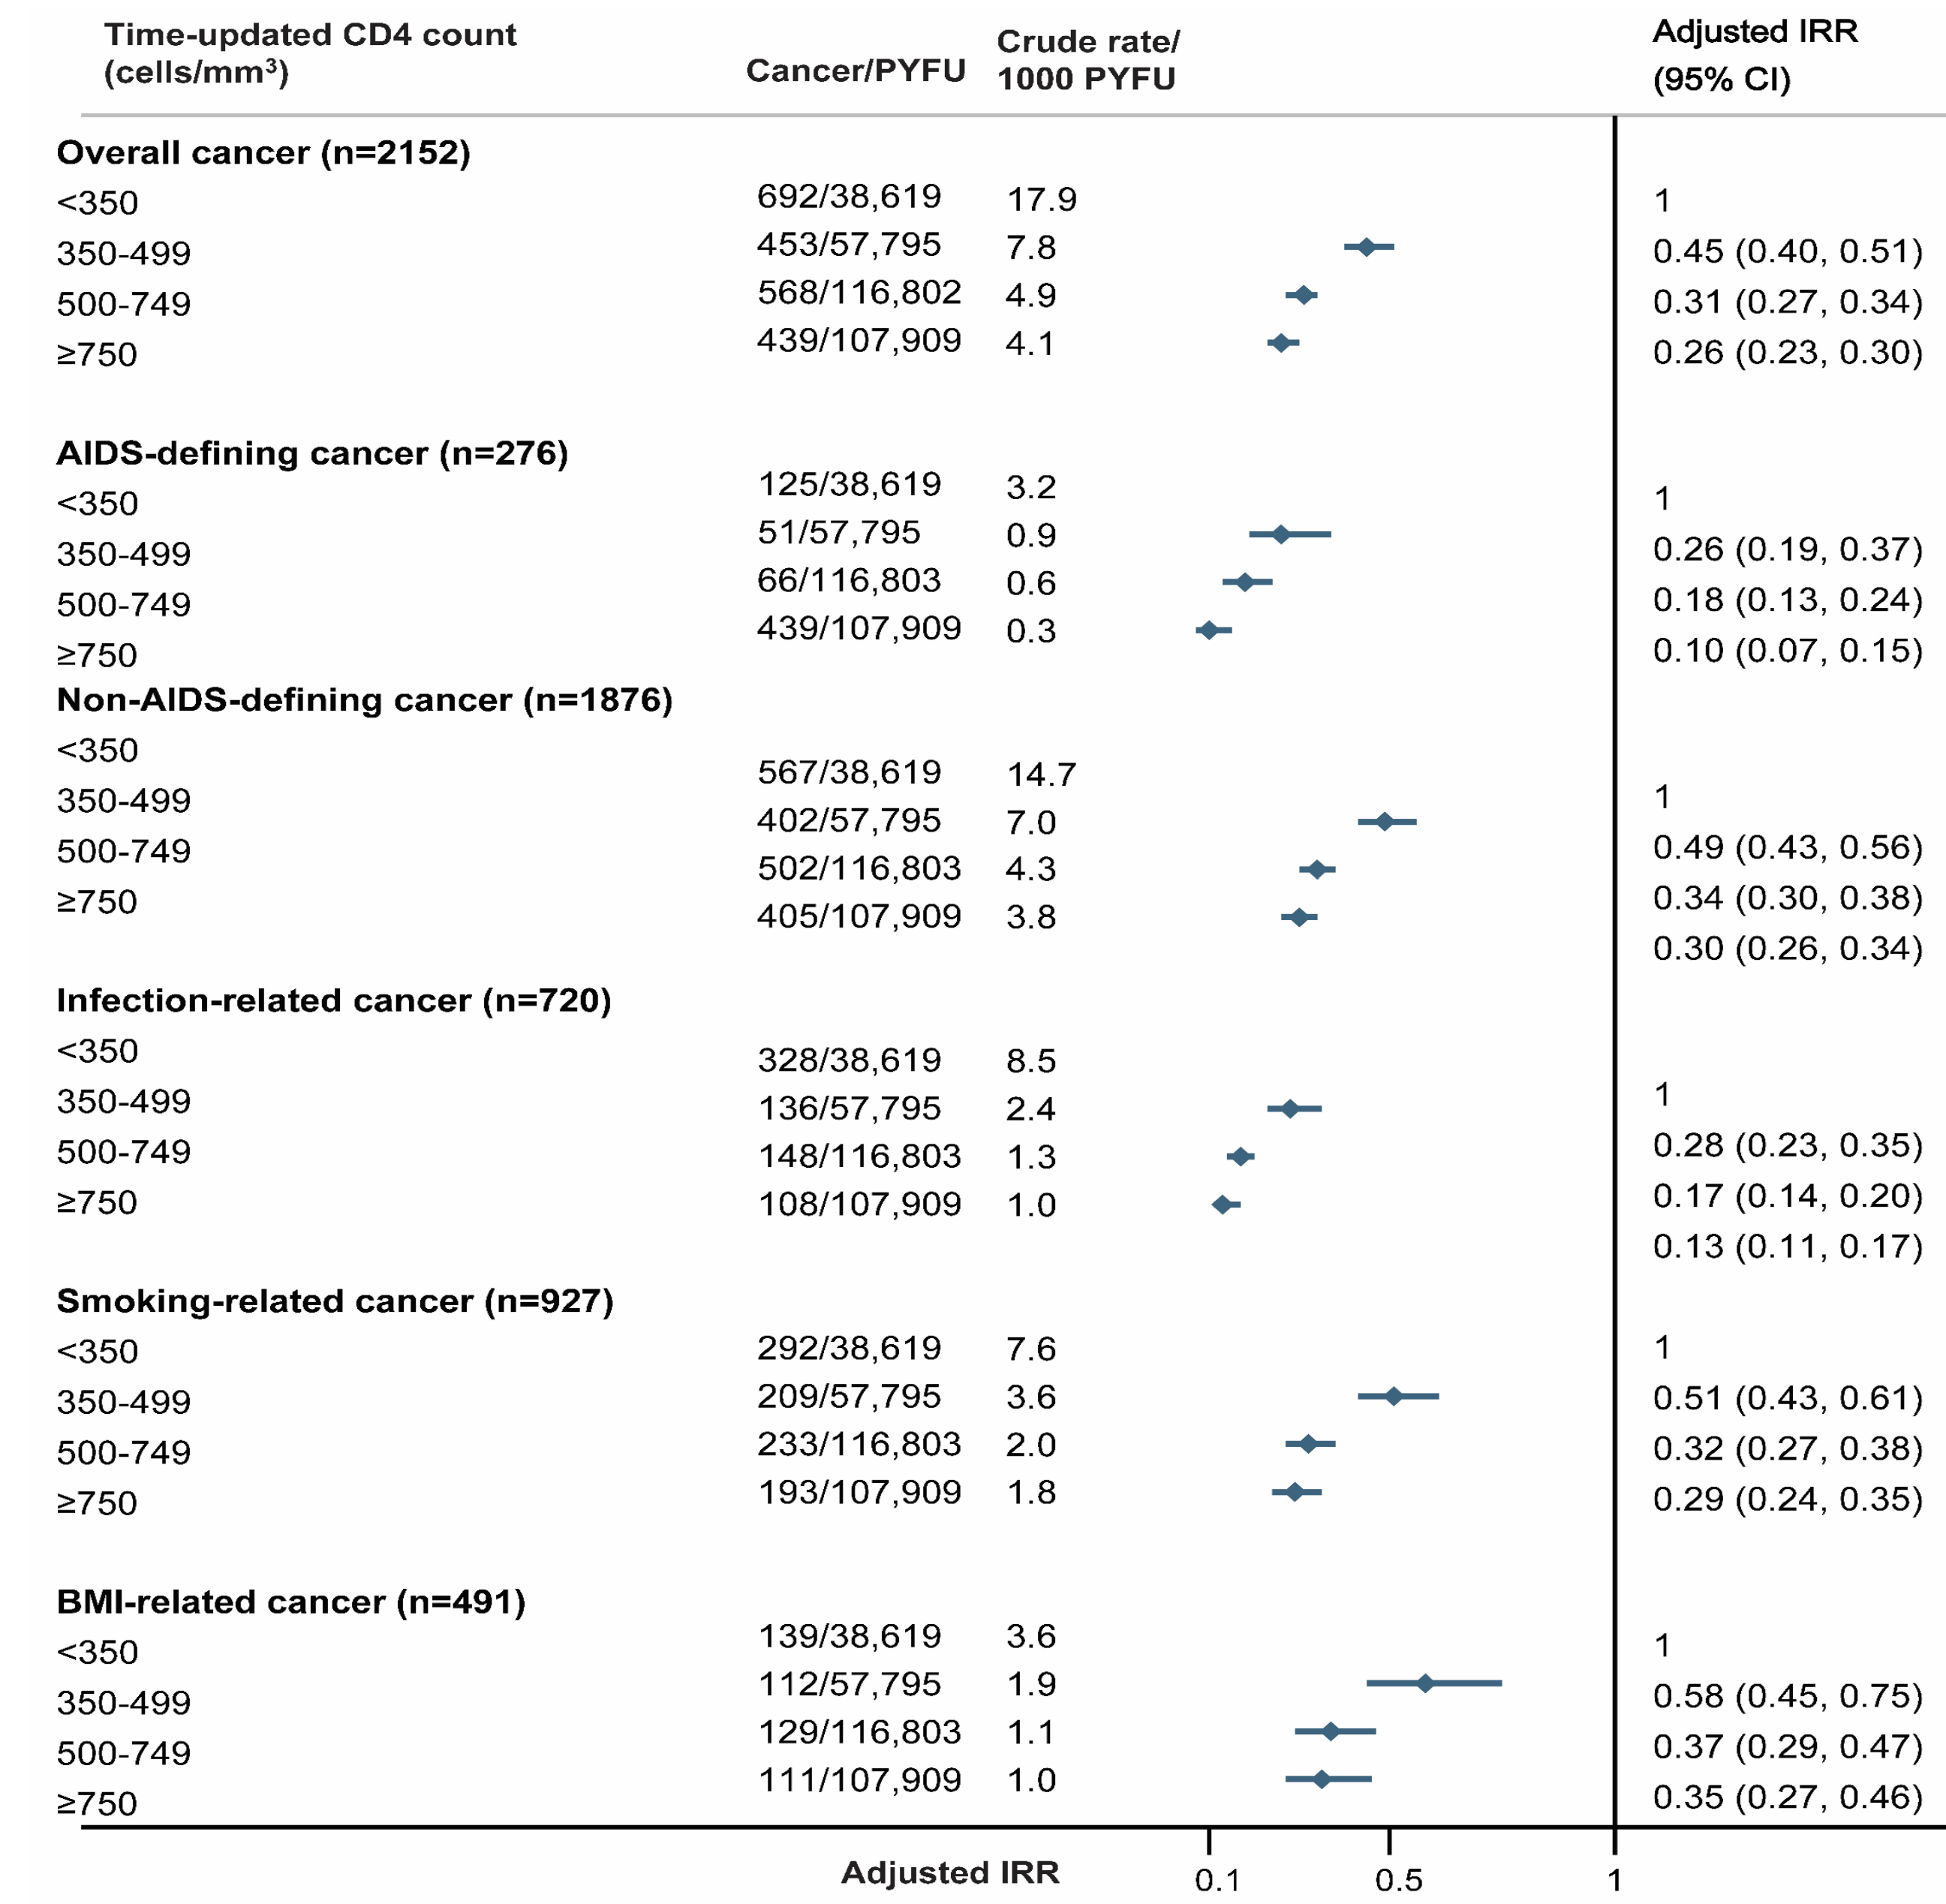 Time-updated CD4 count (cells/mm³) Cancer/PYFU Crude rate/ 1000 PYFU Adjusted IRR (95% CI)
Overall cancer (n=2152)
<350 692/38,619 17.9 1
350-499 453/57,795 7.8 0.45 (0.40, 0.51)
500-749 568/116,802 4.9 0.31 (0.27, 0.34)
≥750 439/107,909 4.1 0.26 (0.23, 0.30)
AIDS-defining cancer (n=276)
<350 125/38,619 3.2 1
350-499 51/57,795 0.9 0.26 (0.19, 0.37)
500-749 66/116,803 0.6 0.18 (0.13, 0.24)
≥750 439/107,909 0.3 0.10 (0.07, 0.15)
Non-AIDS-defining cancer (n=1876)
<350 567/38,619 14.7 1
350-499 402/57,795 7.0 0.49 (0.43, 0.56)
500-749 502/116,803 4.3 0.34 (0.30, 0.38)
≥750 405/107,909 3.8 0.30 (0.26, 0.34)
Infection-related cancer (n=720)
<350 328/38,619 8.5 1
350-499 136/57,795 2.4 0.28 (0.23, 0.35)
500-749 148/116,803 1.3 0.17 (0.14, 0.20)
≥750 108/107,909 1.0 0.13 (0.11, 0.17)
Smoking-related cancer (n=927)
<350 292/38,619 7.6 1
350-499 209/57,795 3.6 0.51 (0.43, 0.61)
500-749 233/116,803 2.0 0.32 (0.27, 0.38)
≥750 193/107,909 1.8 0.29 (0.24, 0.35)
BMI-related cancer (n=491)
<350 139/38,619 3.6 1
350-499 112/57,795 1.9 0.58 (0.45, 0.75)
500-749 129/116,803 1.1 0.37 (0.29, 0.47)
≥750 111/107,909 1.0 0.35 (0.27, 0.46)
Adjusted IRR 0.1 0.5 1